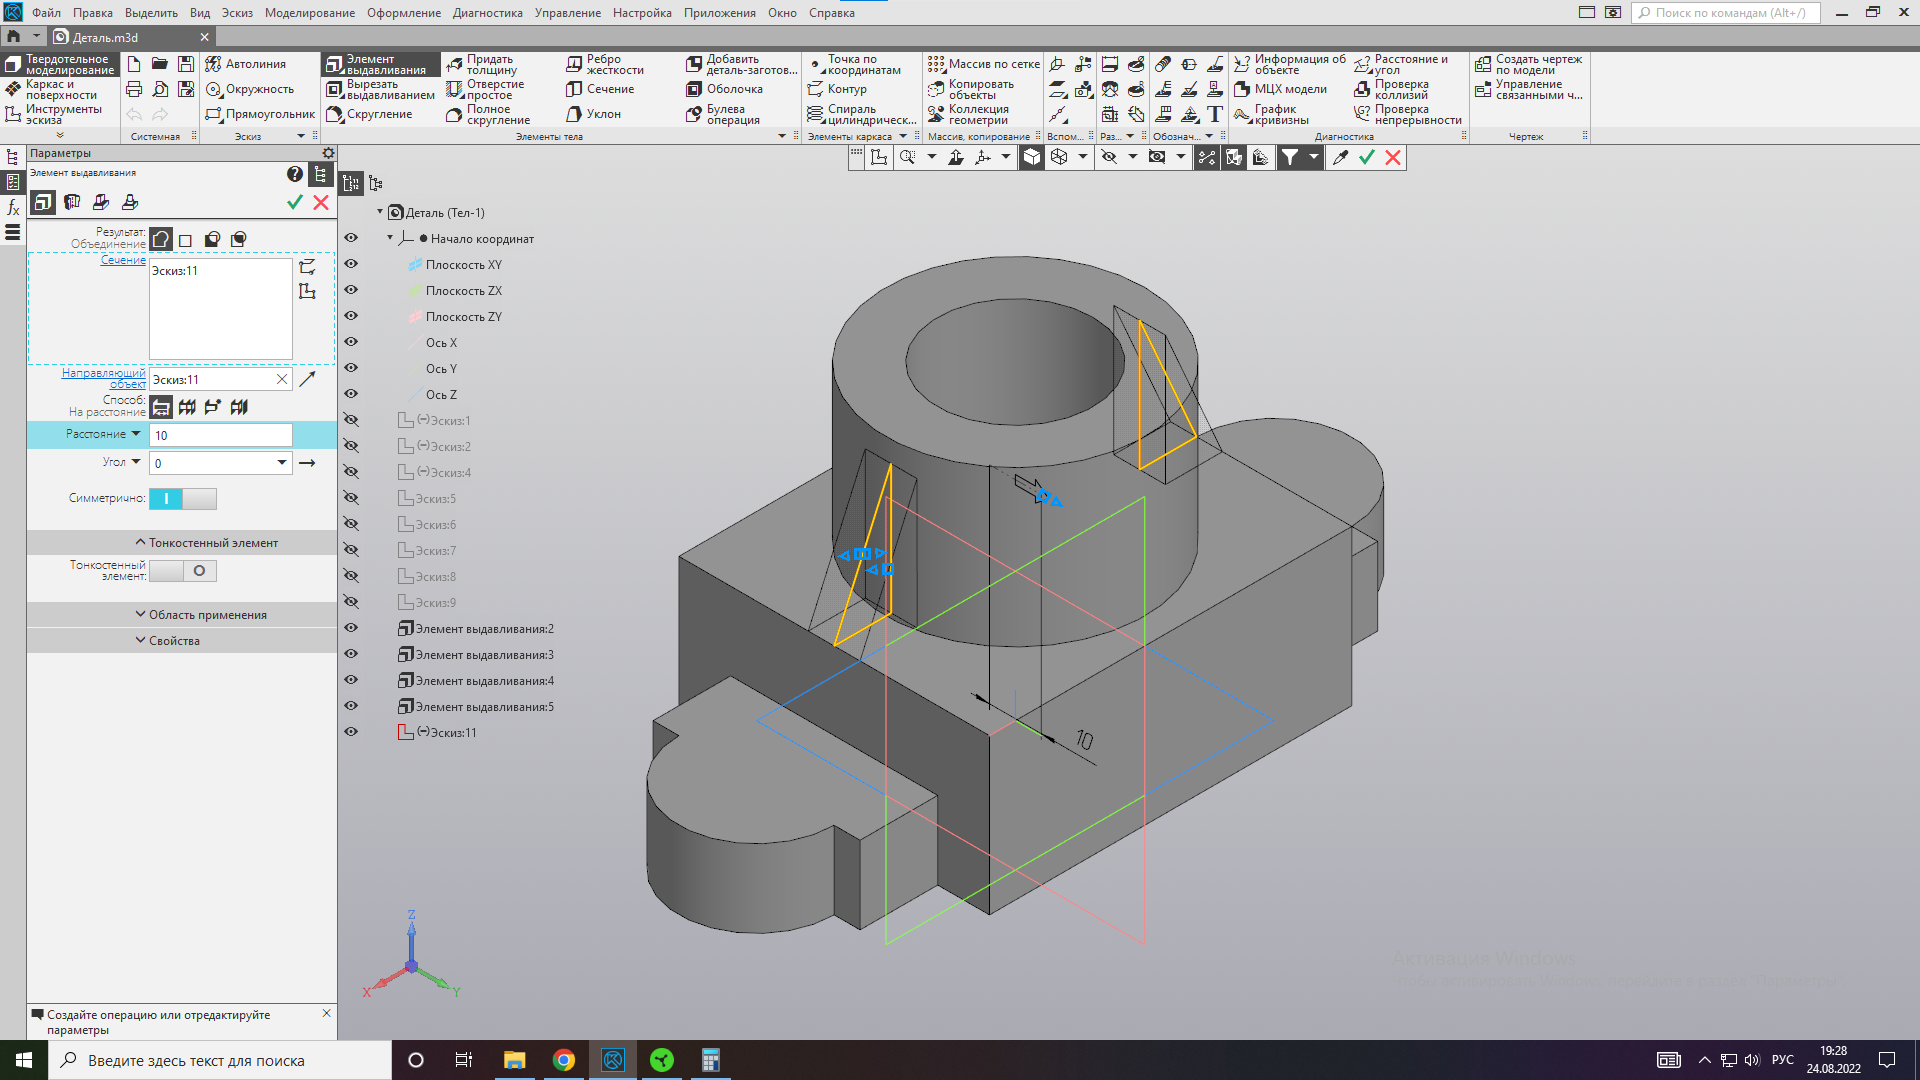 Файл Правка Выделить Вид Эскиз Моделирование Оформление Диагностика Управление Настройка Приложения Окно Справка
Поиск по командам (Alt+/)
Деталь.m3d
Твердотельное моделирование
Каркас и поверхности
Инструменты эскиза
Системная
Автолиния
Окружность
Прямоугольник
Эскиз
Элемент выдавливания
Вырезать выдавливанием
Скругление
Придать толщину
Отверстие простое
Полное скругление
Ребро жесткости
Сечение
Уклон
Добавить деталь-заготов...
Оболочка
Булева операция
Элементы тела
Точка по координатам
Контур
Спираль цилиндрическ...
Элементы каркаса
Массив по сетке
Копировать объекты
Коллекция геометрии
Массив, копирование
Вспом...
Раз...
Обознач...
Информация об объекте
МЦХ модели
График кривизны
Расстояние и угол
Проверка коллизий
Проверка непрерывности
Диагностика
Создать чертеж по модели
Управление связанными ч...
Чертеж
Параметры
Элемент выдавливания
Результат:
Объединение
Сечение
Эскиз:11
Направляющий объект
Эскиз:11
Способ:
На расстояние
Расстояние
10
Угол
0
Симметрично:
Тонкостенный элемент
Тонкостенный элемент:
Область применения
Свойства
Создайте операцию или отредактируйте параметры
Деталь (Тел-1)
Начало координат
Плоскость XY
Плоскость ZX
Плоскость ZY
Ось X
Ось Y
Ось Z
(-)Эскиз:1
(-)Эскиз:2
(-)Эскиз:4
Эскиз:5
Эскиз:6
Эскиз:7
Эскиз:8
Эскиз:9
Элемент выдавливания:2
Элемент выдавливания:3
Элемент выдавливания:4
Элемент выдавливания:5
(-)Эскиз:11
10
Z
X
Y
Активация Windows
Введите здесь текст для поиска
РУС
19:28
24.08.2022